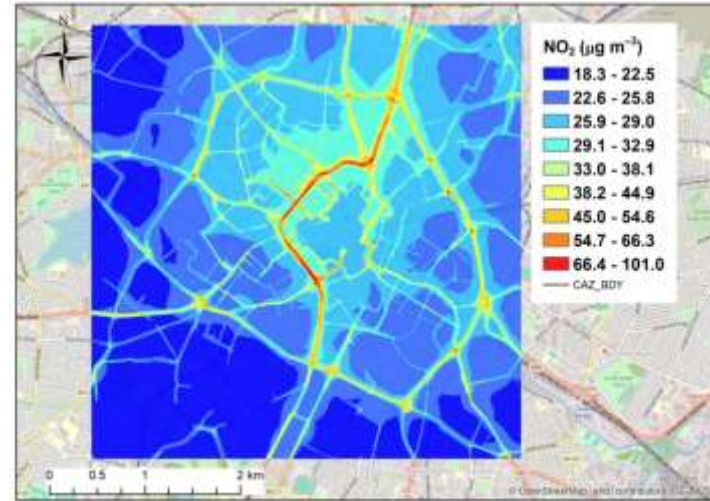 N
NO₂ (µg m⁻³)
18.3 - 22.5
22.6 - 25.8
25.9 - 29.0
29.1 - 32.9
33.0 - 38.1
38.2 - 44.9
45.0 - 54.6
54.7 - 66.3
66.4 - 101.0
CAZ_BDY
0 0.5 1 2 km